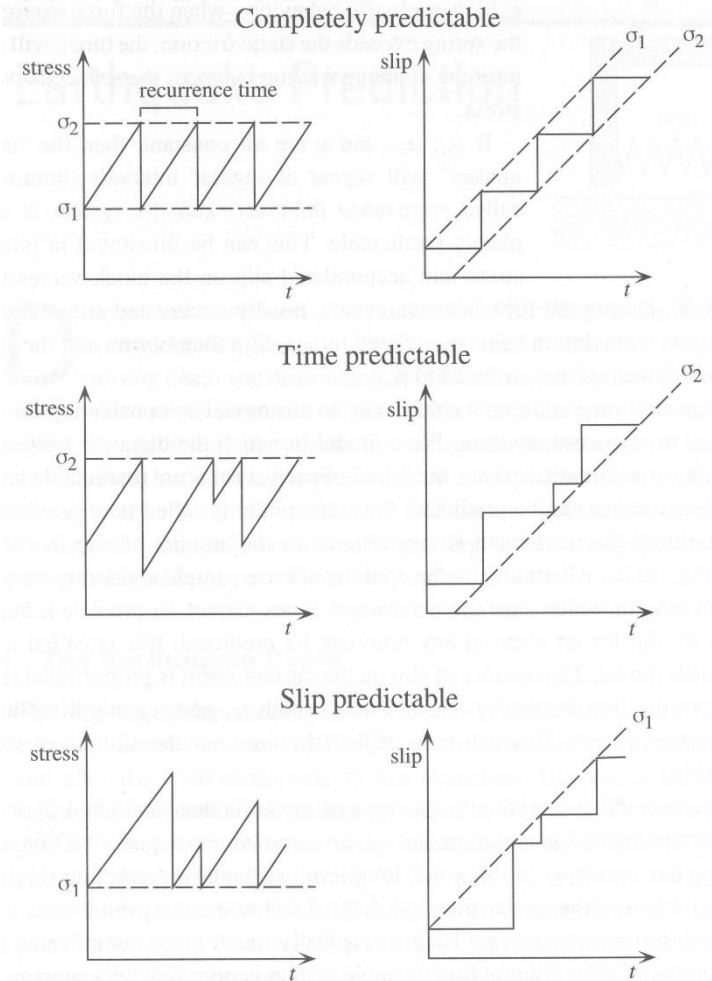 Completely predictable
stress
slip
σ1 σ2
recurrence time
σ2
σ1
t
t
Time predictable
stress
slip
σ2
σ2
t
t
Slip predictable
stress
slip
σ1
σ1
t
t